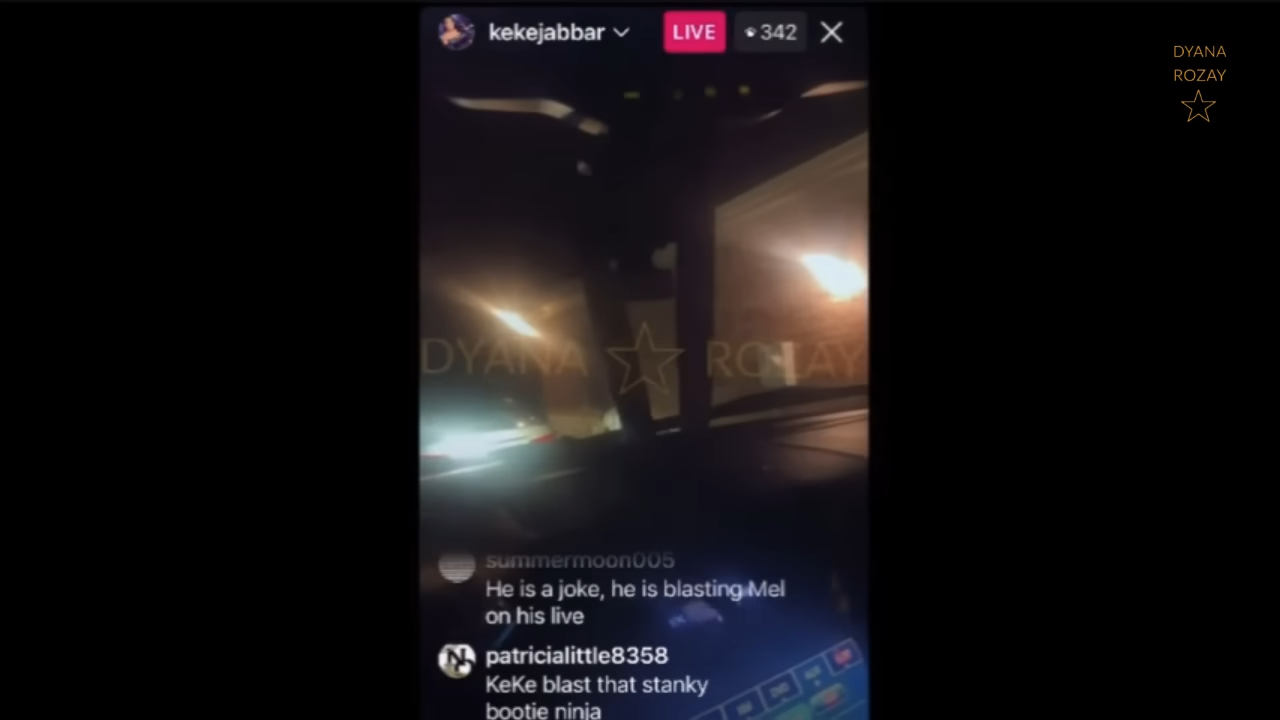 kekejabbar
LIVE
342
DYANA
ROZAY
DYANA ROZAY
summermoon005
He is a joke, he is blasting Mel
on his live
patricialittle8358
KeKe blast that stanky
bootie ninja